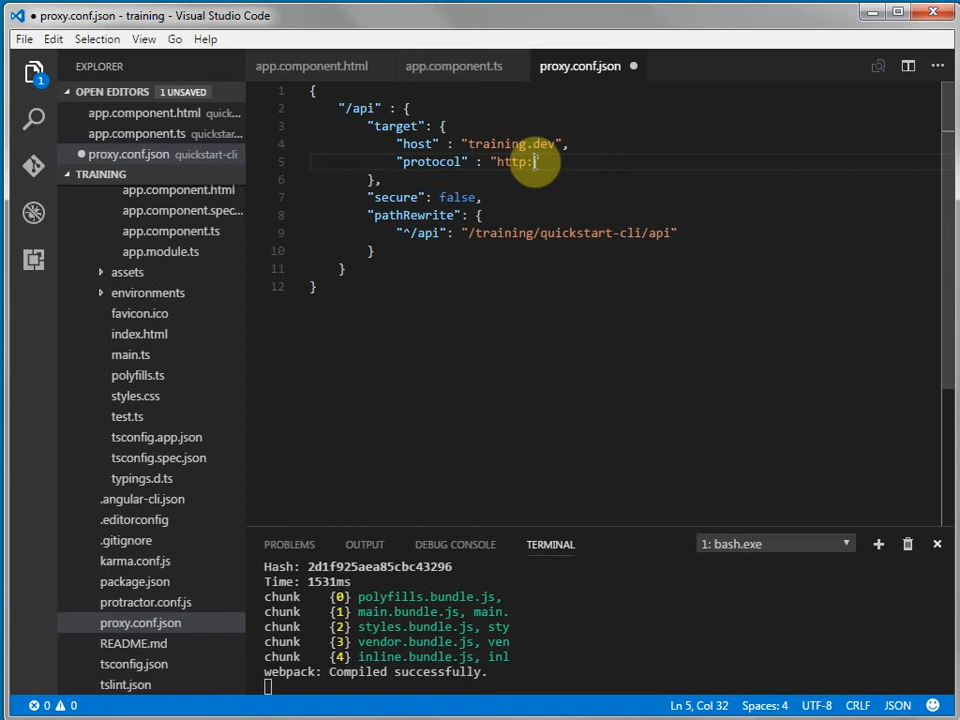 ● proxy.conf.json - training - Visual Studio Code
File Edit Selection View Go Help
EXPLORER
app.component.html app.component.ts proxy.conf.json
1
OPEN EDITORS 1 UNSAVED
app.component.html quick...
app.component.ts quickstar...
proxy.conf.json quickstart-cli
TRAINING
app.component.html
app.component.spec...
app.component.ts
app.module.ts
assets
environments
favicon.ico
index.html
main.ts
polyfills.ts
styles.css
test.ts
tsconfig.app.json
tsconfig.spec.json
typings.d.ts
.angular-cli.json
.editorconfig
.gitignore
karma.conf.js
package.json
protractor.conf.js
proxy.conf.json
README.md
tsconfig.json
tslint.json
1 {
2 "/api" : {
3 "target": {
4 "host" : "training.dev",
5 "protocol" : "http:"
6 },
7 "secure": false,
8 "pathRewrite": {
9 "^/api": "/training/quickstart-cli/api"
10 }
11 }
12 }
PROBLEMS OUTPUT DEBUG CONSOLE TERMINAL 1: bash.exe
Hash: 2d1f925aea85cbc43296
Time: 1531ms
chunk {0} polyfills.bundle.js,
chunk {1} main.bundle.js, main.
chunk {2} styles.bundle.js, sty
chunk {3} vendor.bundle.js, ven
chunk {4} inline.bundle.js, inl
webpack: Compiled successfully.
0 0 Ln 5, Col 32 Spaces: 4 UTF-8 CRLF JSON